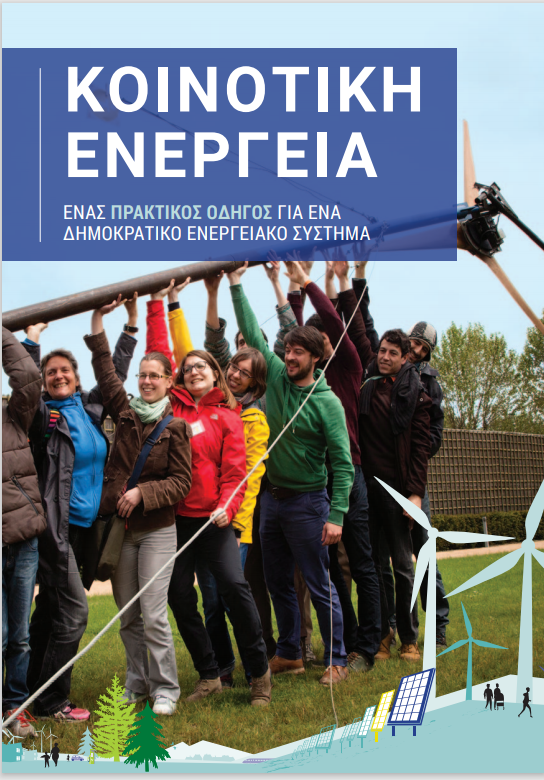 ΚΟΙΝΟΤΙΚΗ
ΕΝΕΡΓΕΙΑ
ΕΝΑΣ ΠΡΑΚΤΙΚΟΣ ΟΔΗΓΟΣ ΓΙΑ ΕΝΑ
ΔΗΜΟΚΡΑΤΙΚΟ ΕΝΕΡΓΕΙΑΚΟ ΣΥΣΤΗΜΑ